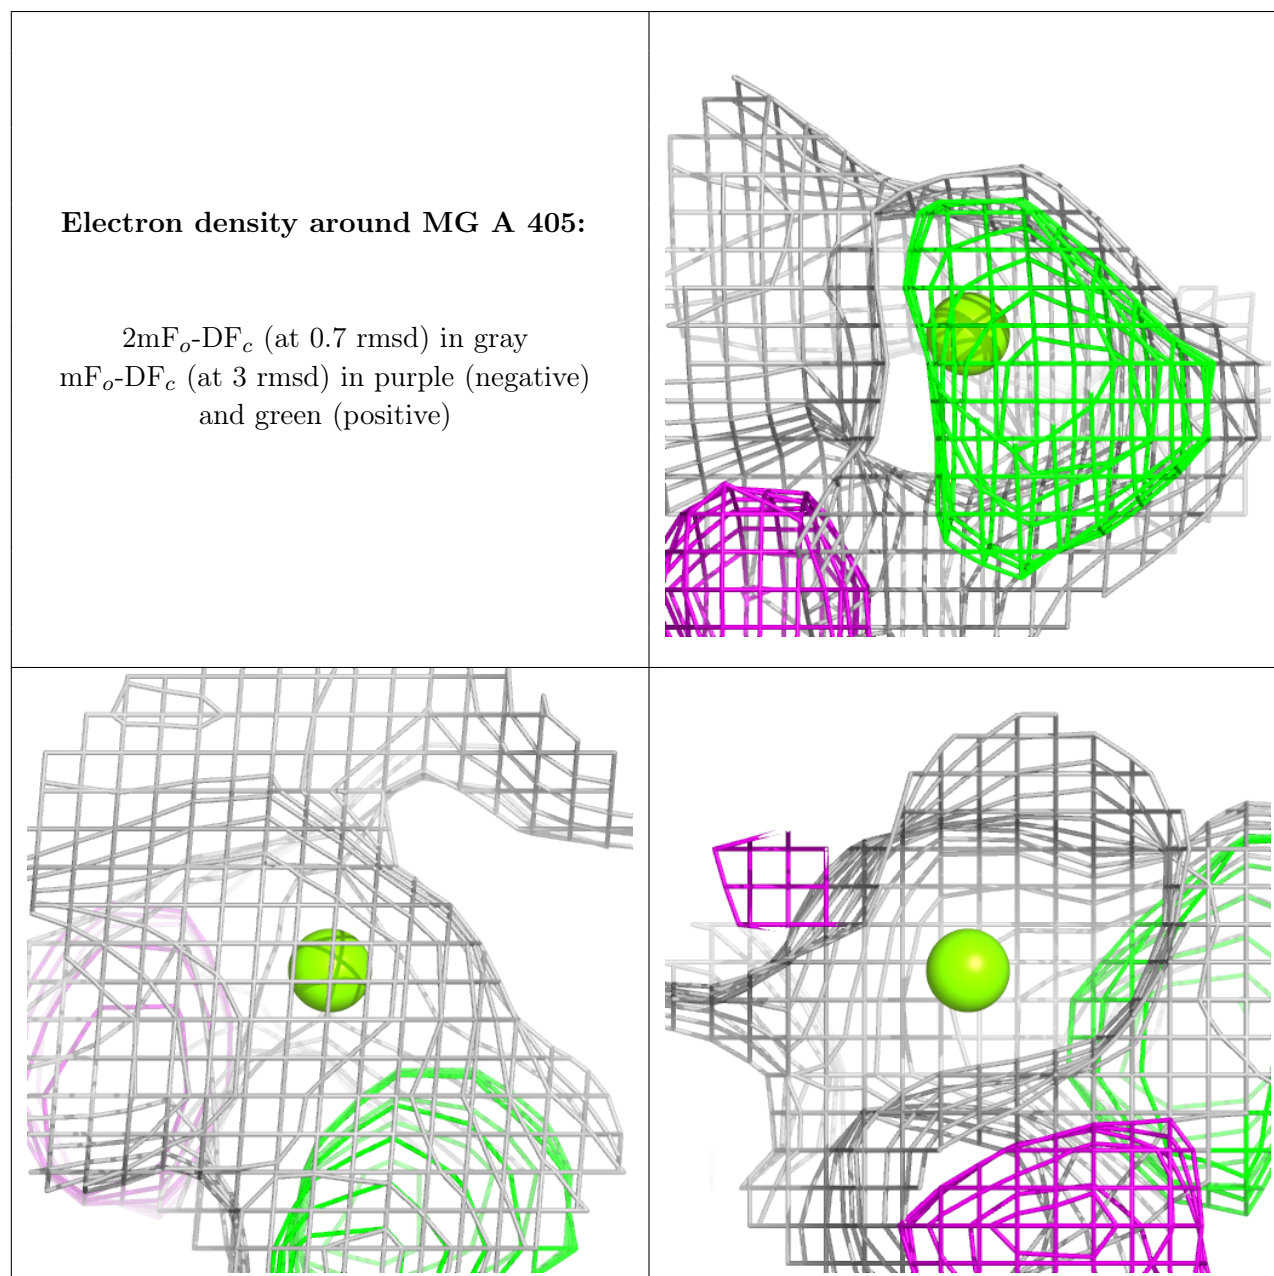 Electron density around MG A 405:
2mFo-DFc (at 0.7 rmsd) in gray
mFo-DFc (at 3 rmsd) in purple (negative)
and green (positive)